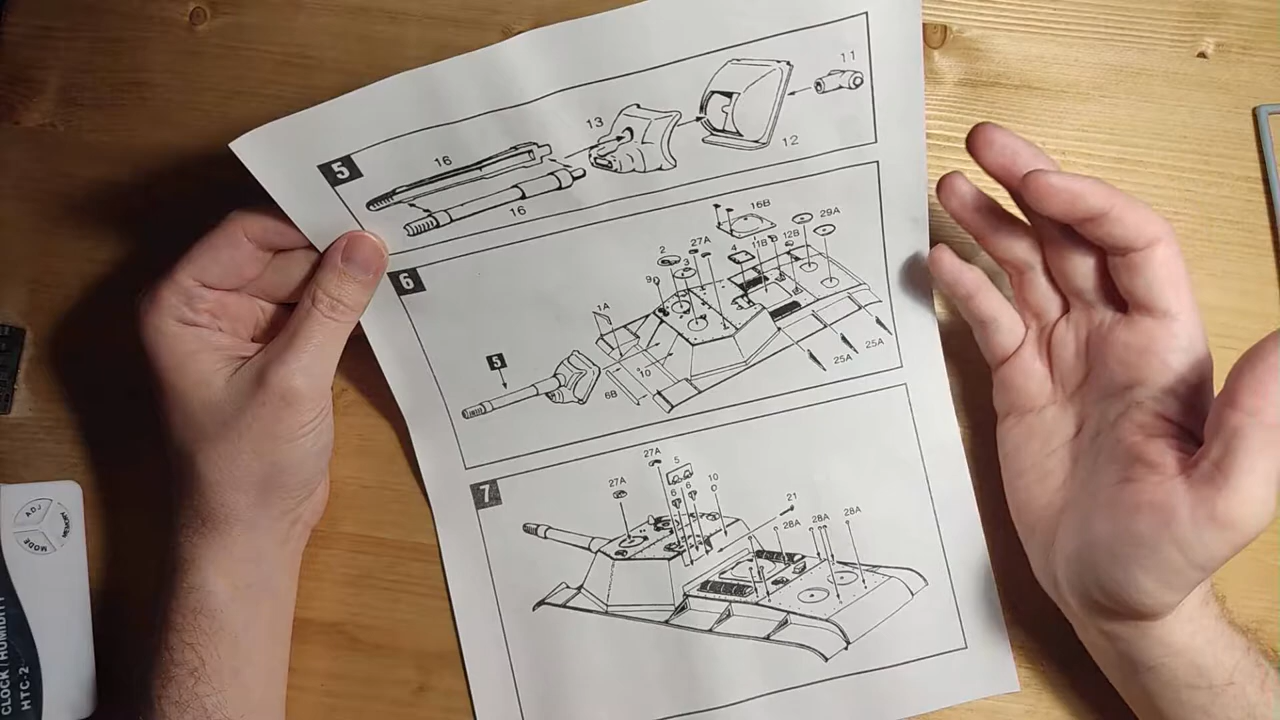 5
16
16
13
12
11
6
5
1A
6B
10
9
2
3
27A
4
11B
16B
12B
29A
25A
25A
7
27A
27A
5
6
6
10
21
28A
28A
28A
ADJ
MODE
MEMORY
CLOCK/HUMIDITY
HTC-2